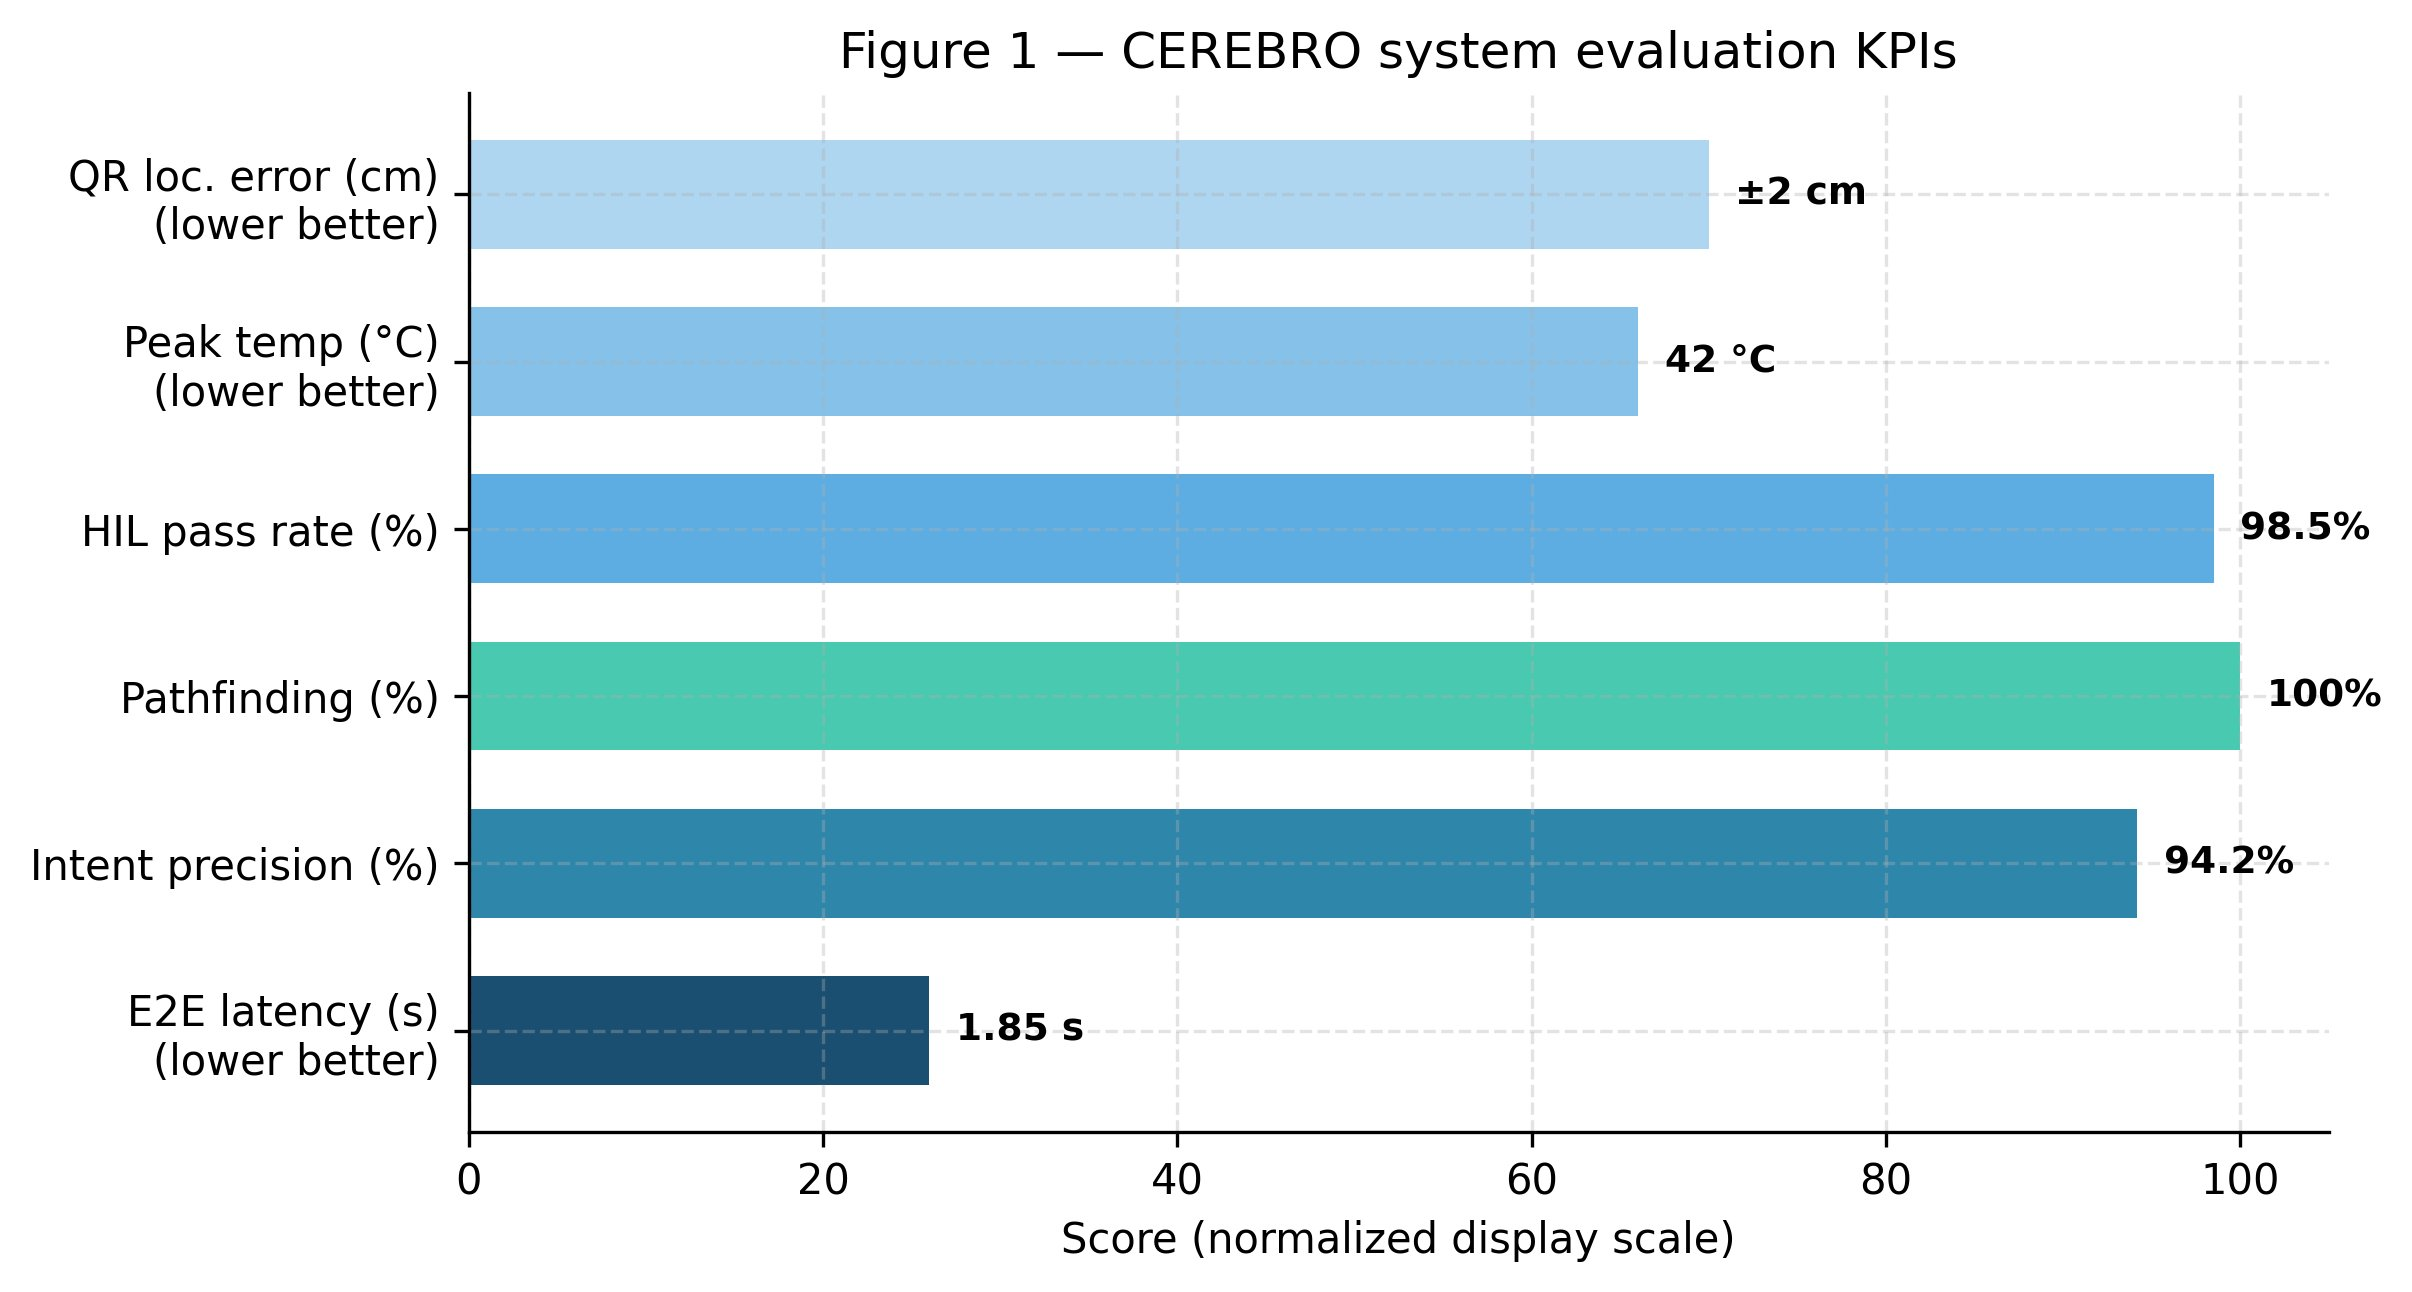 Figure 1 — CEREBRO system evaluation KPIs
QR loc. error (cm)
(lower better)
±2 cm
Peak temp (°C)
(lower better)
42 °C
HIL pass rate (%)
98.5%
Pathfinding (%)
100%
Intent precision (%)
94.2%
E2E latency (s)
(lower better)
1.85 s
0 20 40 60 80 100
Score (normalized display scale)